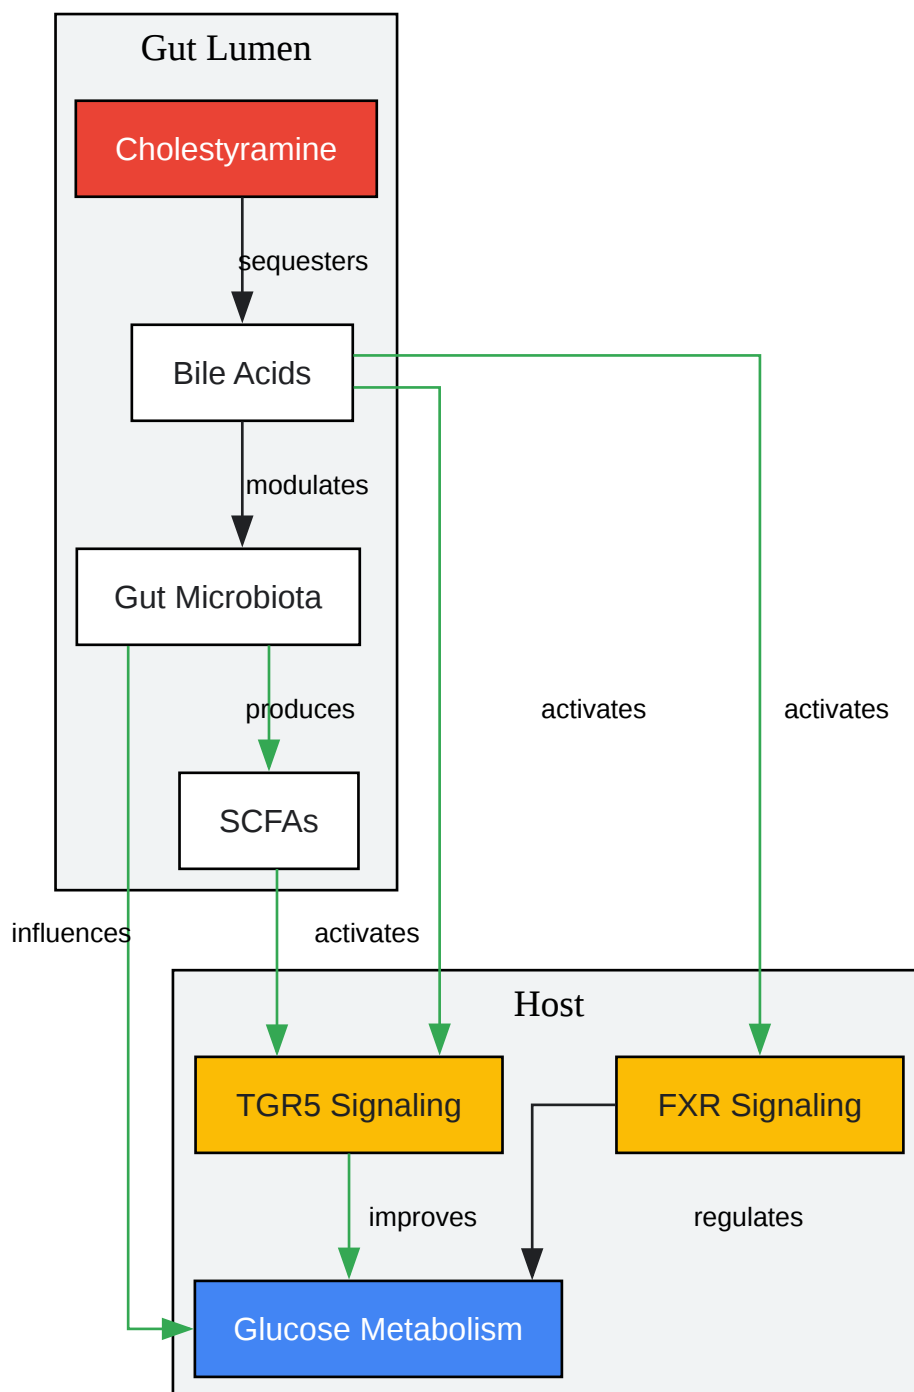 Gut Lumen
Cholestyramine
sequesters
Bile Acids
modulates
Gut Microbiota
produces
activates
activates
SCFAs
influences
activates
Host
TGR5 Signaling
FXR Signaling
improves
regulates
Glucose Metabolism